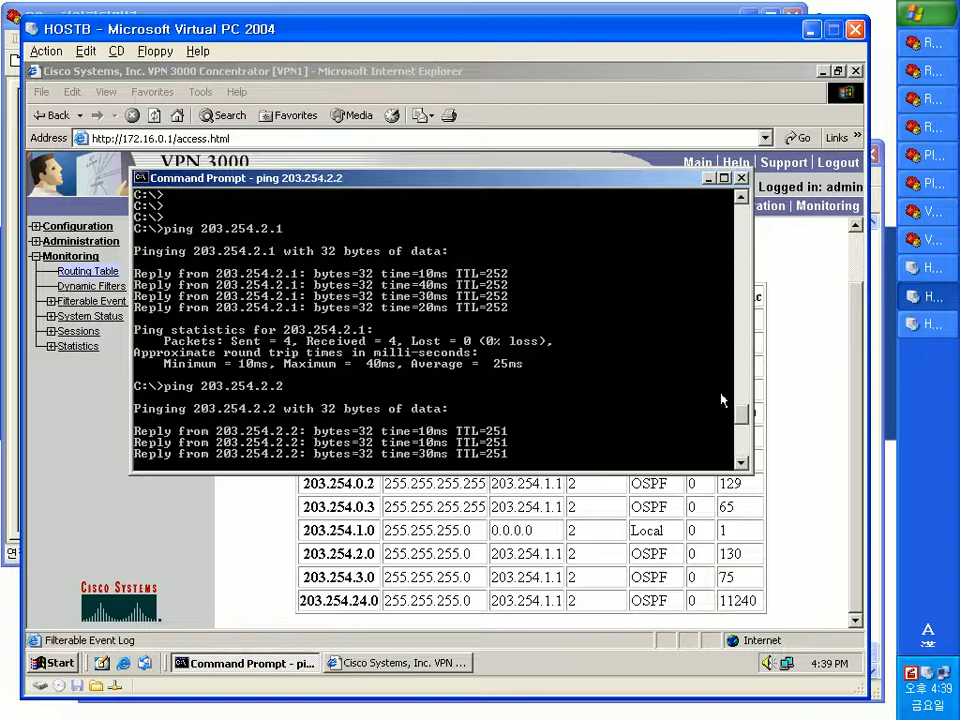 HOSTB - Microsoft Virtual PC 2004
Action Edit CD Floppy Help
Cisco Systems, Inc. VPN 3000 Concentrator [VPN1] - Microsoft Internet Explorer
File Edit View Favorites Tools Help
Back Search Favorites Media
Address http://172.16.0.1/access.html Go Links »
VPN 3000
Main | Help | Support | Logout
Logged in: admin
ation | Monitoring
Configuration
Administration
Monitoring
Routing Table
Dynamic Filters
Filterable Event
System Status
Sessions
Statistics
Command Prompt - ping 203.254.2.2
C:\>
C:\>
C:\>
C:\>ping 203.254.2.1
Pinging 203.254.2.1 with 32 bytes of data:
Reply from 203.254.2.1: bytes=32 time=10ms TTL=252
Reply from 203.254.2.1: bytes=32 time=40ms TTL=252
Reply from 203.254.2.1: bytes=32 time=30ms TTL=252
Reply from 203.254.2.1: bytes=32 time=20ms TTL=252
Ping statistics for 203.254.2.1:
Packets: Sent = 4, Received = 4, Lost = 0 (0% loss),
Approximate round trip times in milli-seconds:
Minimum = 10ms, Maximum = 40ms, Average = 25ms
C:\>ping 203.254.2.2
Pinging 203.254.2.2 with 32 bytes of data:
Reply from 203.254.2.2: bytes=32 time=10ms TTL=251
Reply from 203.254.2.2: bytes=32 time=10ms TTL=251
Reply from 203.254.2.2: bytes=32 time=30ms TTL=251
203.254.0.2 255.255.255.255 203.254.1.1 2 OSPF 0 129
203.254.0.3 255.255.255.255 203.254.1.1 2 OSPF 0 65
203.254.1.0 255.255.255.0 0.0.0.0 2 Local 0 1
203.254.2.0 255.255.255.0 203.254.1.1 2 OSPF 0 130
203.254.3.0 255.255.255.0 203.254.1.1 2 OSPF 0 75
203.254.24.0 255.255.255.0 203.254.1.1 2 OSPF 0 11240
CISCO SYSTEMS
Filterable Event Log Internet
Start Command Prompt - pi... Cisco Systems, Inc. VPN ... 4:39 PM
R...
R...
R...
R...
Pl...
Pl...
V...
V...
H...
H...
H...
A
漢
오후 4:39
금요일